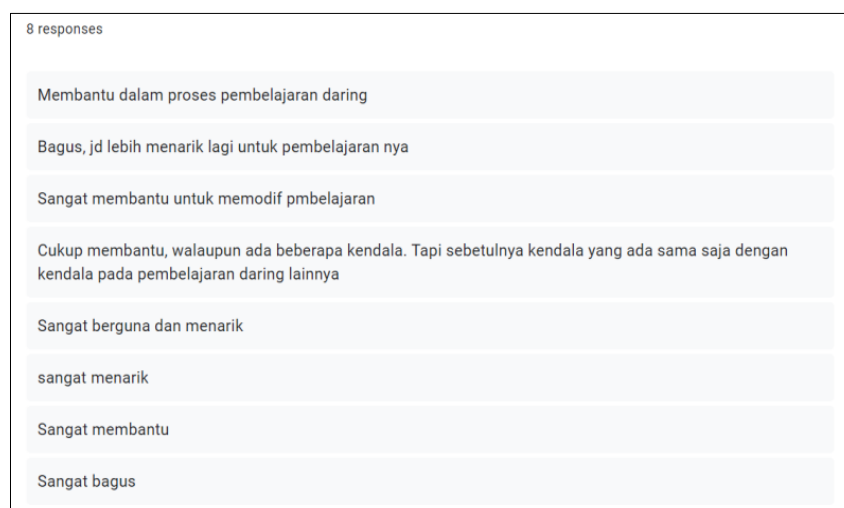 8 responses
Membantu dalam proses pembelajaran daring
Bagus, jd lebih menarik lagi untuk pembelajaran nya
Sangat membantu untuk memodif pmbelajaran
Cukup membantu, walaupun ada beberapa kendala. Tapi sebetulnya kendala yang ada sama saja dengan
kendala pada pembelajaran daring lainnya
Sangat berguna dan menarik
sangat menarik
Sangat membantu
Sangat bagus